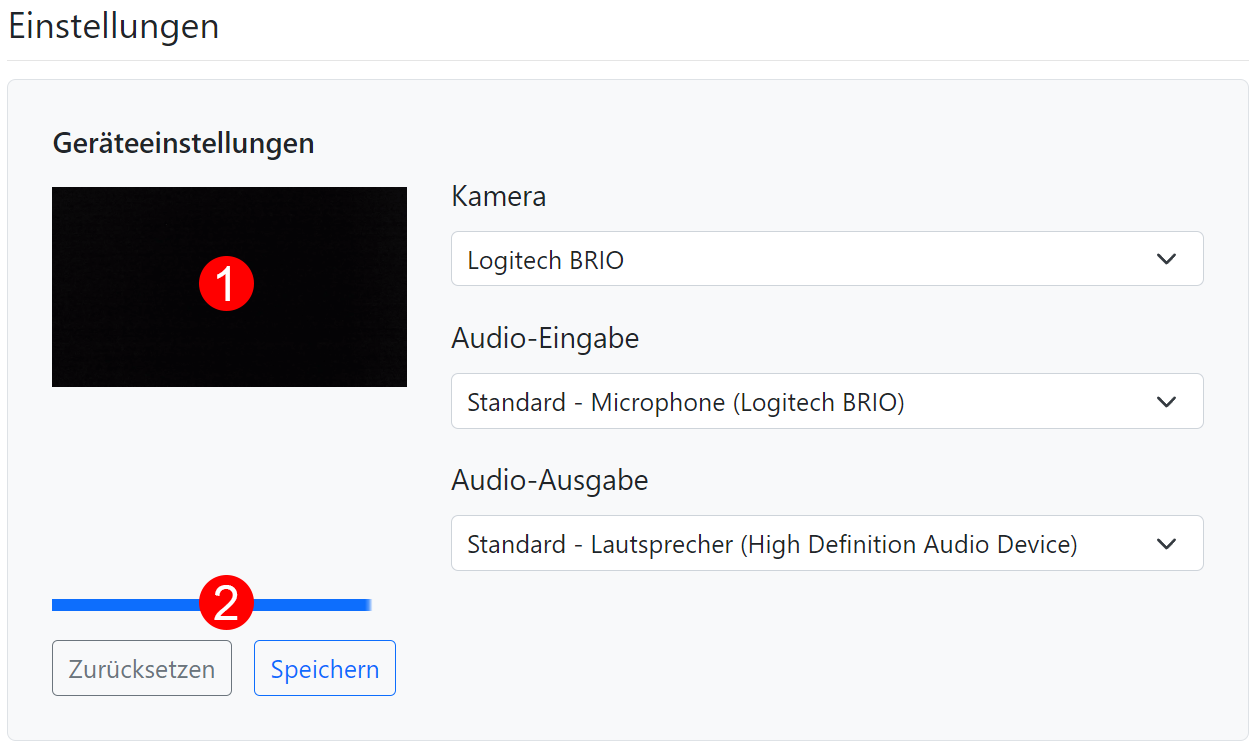 Einstellungen
Geräteeinstellungen
1
Kamera
Logitech BRIO
Audio-Eingabe
Standard - Microphone (Logitech BRIO)
Audio-Ausgabe
Standard - Lautsprecher (High Definition Audio Device)
2
Zurücksetzen
Speichern